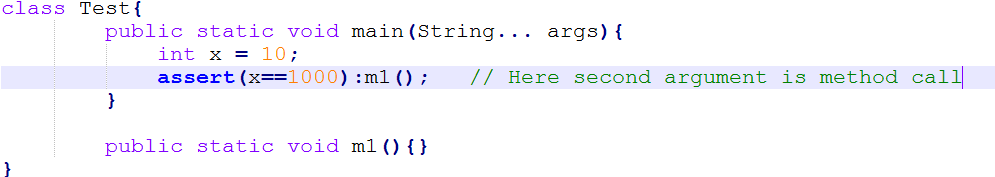 class Test{
public static void main(String... args){
int x = 10;
assert(x==1000):m1();   // Here second argument is method call
}
public static void m1(){}
}